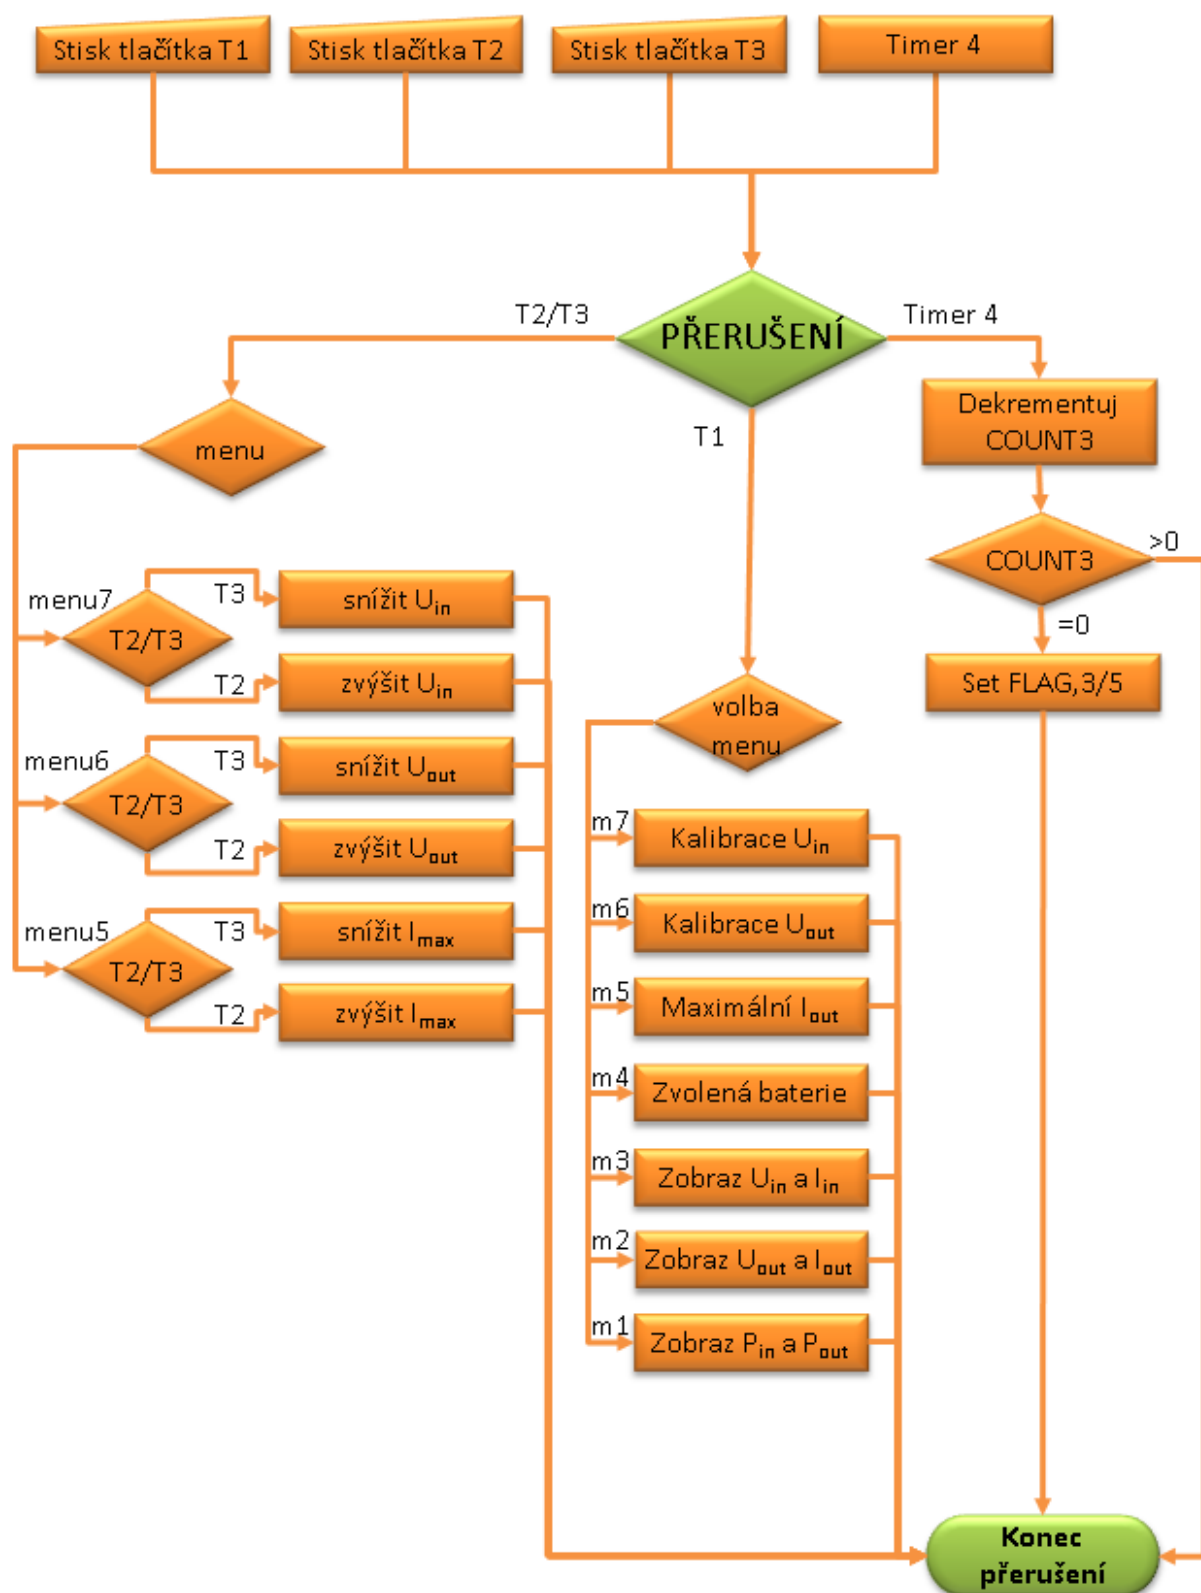 Stisk tlačítka T1
Stisk tlačítka T2
Stisk tlačítka T3
Timer 4
PŘERUŠENÍ
T2/T3
Timer 4
T1
menu
Dekrementuj
COUNT3
COUNT3
>0
=0
Set FLAG,3/5
menu7
T2/T3
T3
snížit Uin
T2
zvýšit Uin
menu6
T2/T3
T3
snížit Uout
T2
zvýšit Uout
menu5
T2/T3
T3
snížit Imax
T2
zvýšit Imax
volba
menu
m7
Kalibrace Uin
m6
Kalibrace Uout
m5
Maximální Iout
m4
Zvolená baterie
m3
Zobraz Uin a Iin
m2
Zobraz Uout a Iout
m1
Zobraz Pin a Pout
Konec
přerušení